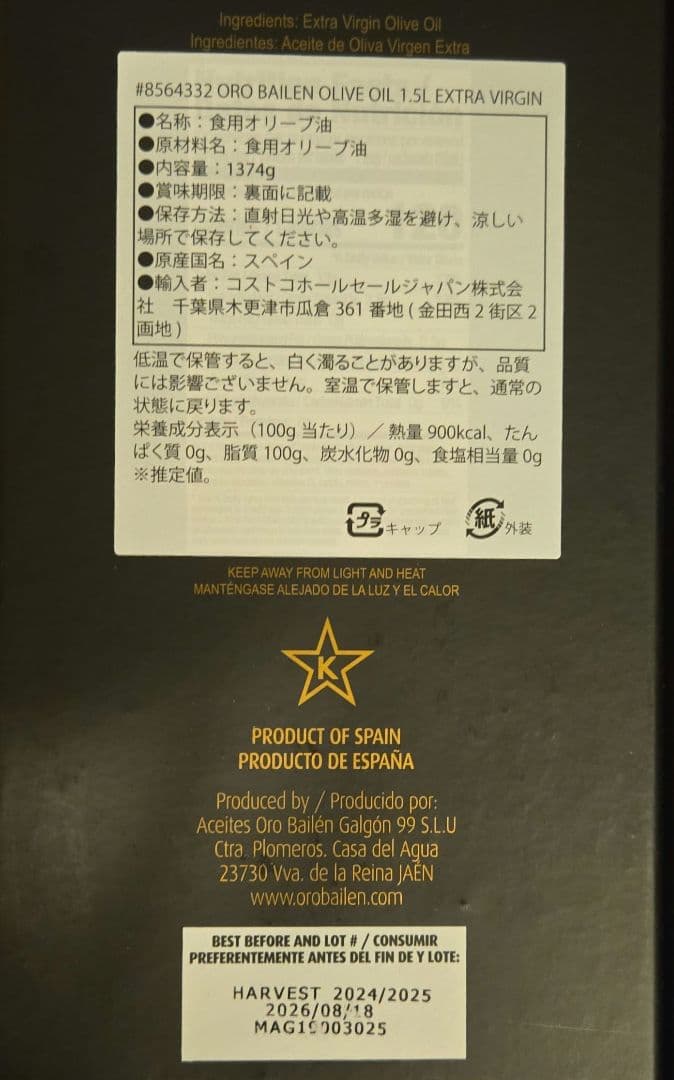 Ingredients: Extra Virgin Olive Oil
Ingredientes: Aceite de Oliva Virgen Extra
#8564332 ORO BAILEN OLIVE OIL 1.5L EXTRA VIRGIN
●名称：食用オリーブ油
●原材料名：食用オリーブ油
●内容量：1374g
●賞味期限：裏面に記載
●保存方法：直射日光や高温多湿を避け、涼しい
場所で保存してください。
●原産国名：スペイン
●輸入者：コストコホールセールジャパン株式会
社　千葉県木更津市瓜倉 361 番地 ( 金田西 2 街区 2
画地 )
低温で保管すると、白く濁ることがありますが、品質
には影響ございません。室温で保管しますと、通常の
状態に戻ります。
栄養成分表示（100g 当たり）／ 熱量 900kcal、たん
ぱく質 0g、脂質 100g、炭水化物 0g、食塩相当量 0g
※推定値。
プラ キャップ 紙 外装
KEEP AWAY FROM LIGHT AND HEAT
MANTÉNGASE ALEJADO DE LA LUZ Y EL CALOR
K
PRODUCT OF SPAIN
PRODUCTO DE ESPAÑA
Produced by / Producido por:
Aceites Oro Bailén Galgón 99 S.L.U
Ctra. Plomeros. Casa del Agua
23730 Vva. de la Reina JAÉN
www.orobailen.com
BEST BEFORE AND LOT # / CONSUMIR
PREFERENTEMENTE ANTES DEL FIN DE Y LOTE:
HARVEST 2024/2025
2026/08/18